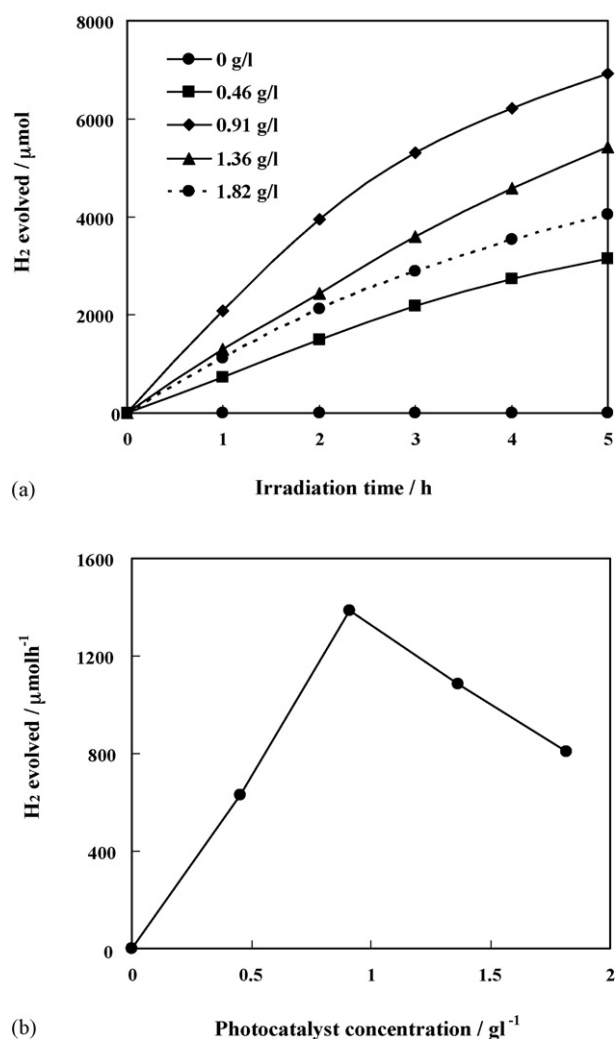 8000
6000
4000
2000
0
H₂ evolved / μmol
0 g/l
0.46 g/l
0.91 g/l
1.36 g/l
1.82 g/l
0 1 2 3 4 5
Irradiation time / h
(a)
1600
1200
800
400
0
H₂ evolved / μmolh⁻¹
0 0.5 1 1.5 2
Photocatalyst concentration / gl⁻¹
(b)